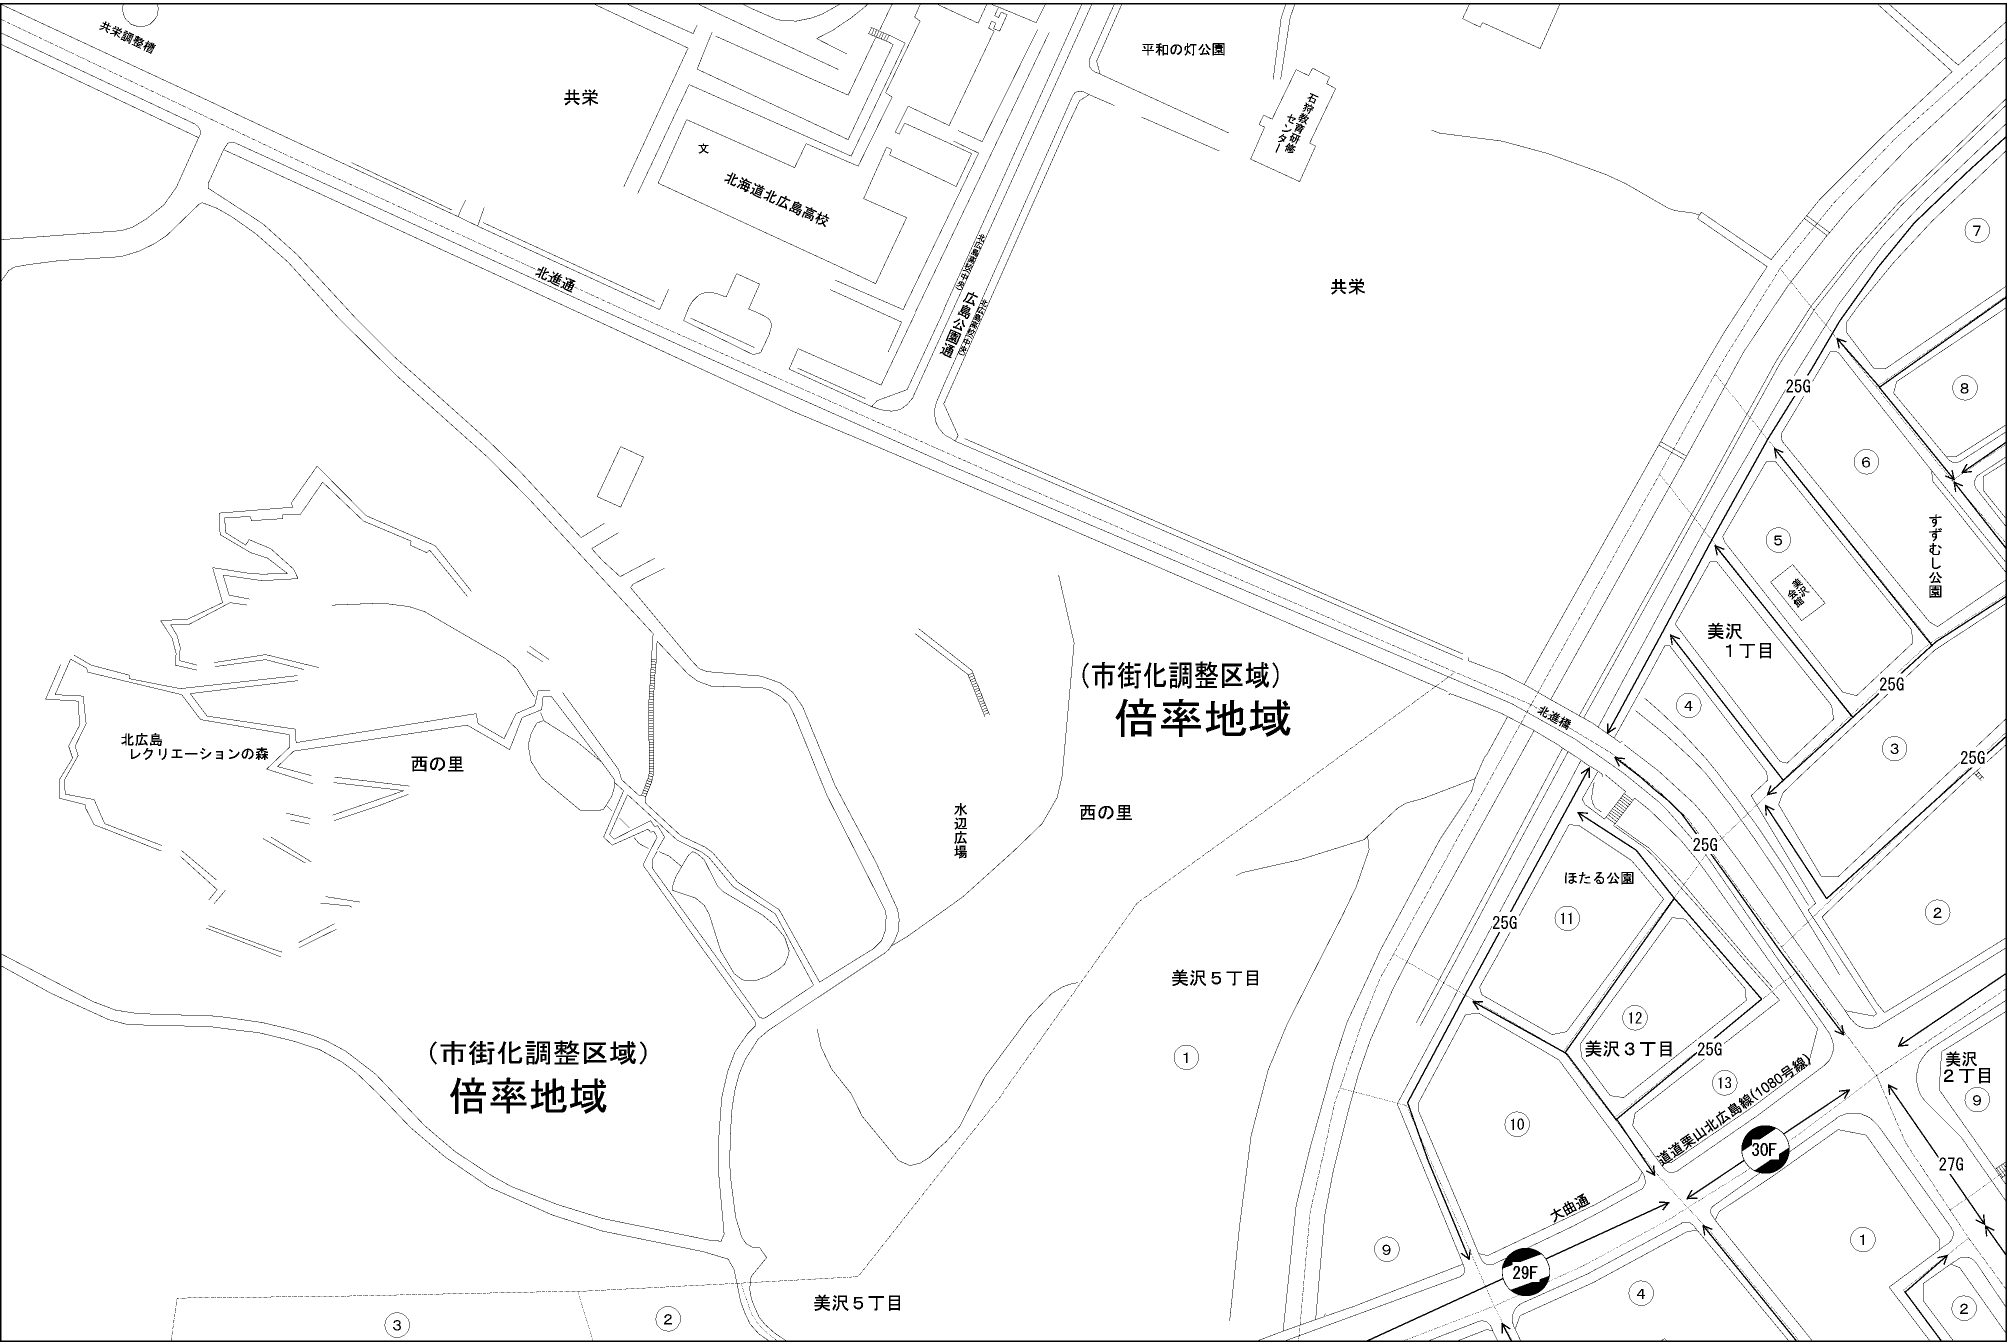 共栄調整槽
共栄
文
北海道北広島高校
平和の灯公園
石狩教育研修
センター
共栄
北進通
広島公園通
⑦
25G
⑧
⑥
すずむし公園
⑤
美沢
会館
美沢
1丁目
25G
④
③
25G
(市街化調整区域)
倍率地域
北進橋
北広島
レクリエーションの森
西の里
水辺広場
西の里
25G
ほたる公園
25G
⑪
②
美沢5丁目
⑫
美沢3丁目
25G
⑬
道道栗山北広島線(1080号線)
①
(市街化調整区域)
倍率地域
美沢
2丁目
⑨
⑩
30F
27G
大曲通
⑨
29F
①
④
②
美沢5丁目
②
③